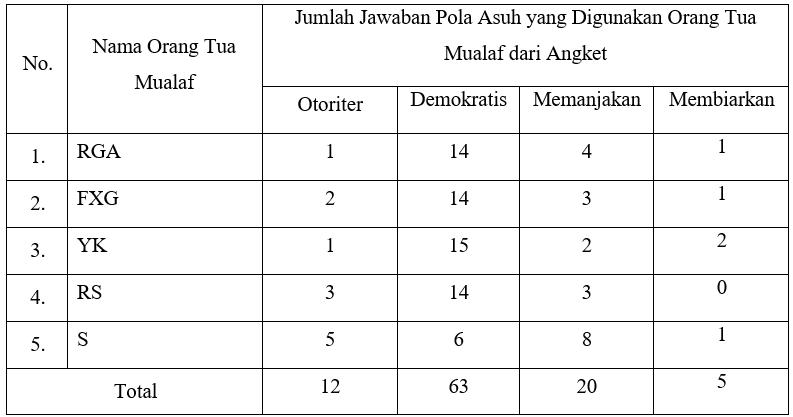 No. Nama Orang Tua Mualaf Jumlah Jawaban Pola Asuh yang Digunakan Orang Tua Mualaf dari Angket
Otoriter Demokratis Memanjakan Membiarkan
1. RGA 1 14 4 1
2. FXG 2 14 3 1
3. YK 1 15 2 2
4. RS 3 14 3 0
5. S 5 6 8 1
Total 12 63 20 5